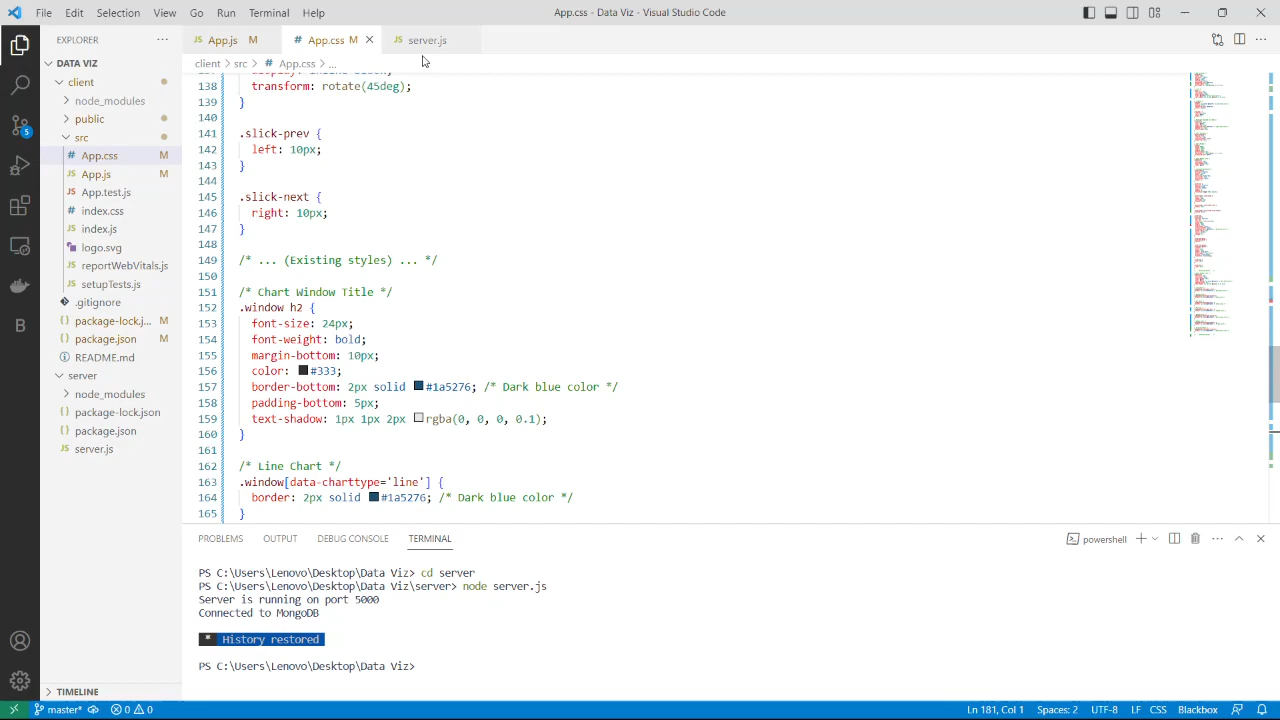 File Edit Selection View Go Run Terminal Help
App.css - Data Viz - Visual Studio Code
EXPLORER
App.js M
App.css M
server.js
DATA VIZ
client > src > App.css > ...
client
node_modules
public
src
App.css M
App.js M
App.test.js
index.css
index.js
logo.svg
reportWebVitals.js
setupTests.js
.gitignore
package-lock.j... M
package.json M
README.md
server
node_modules
package-lock.json
package.json
server.js
TIMELINE
5
137 display: inline-block;
138 transform: rotate(45deg);
139 }
140
141 .slick-prev {
142 left: 10px;
143 }
144
145 .slick-next {
146 right: 10px;
147 }
148
149 /* ... (Existing styles) ... */
150
151 /* Chart Window Title */
152 .window h2 {
153 font-size: 24px;
154 font-weight: bold;
155 margin-bottom: 10px;
156 color: #333;
157 border-bottom: 2px solid #1a5276; /* Dark blue color */
158 padding-bottom: 5px;
159 text-shadow: 1px 1px 2px rgba(0, 0, 0, 0.1);
160 }
161
162 /* Line Chart */
163 .window[data-charttype='line'] {
164 border: 2px solid #1a5276; /* Dark blue color */
165 }
PROBLEMS OUTPUT DEBUG CONSOLE TERMINAL
powershell
PS C:\Users\Lenovo\Desktop\Data Viz> cd server
PS C:\Users\Lenovo\Desktop\Data Viz\server> node server.js
Server is running on port 5000
Connected to MongoDB
* History restored
PS C:\Users\Lenovo\Desktop\Data Viz>
master* 0 0
Ln 181, Col 1 Spaces: 2 UTF-8 LF CSS Blackbox